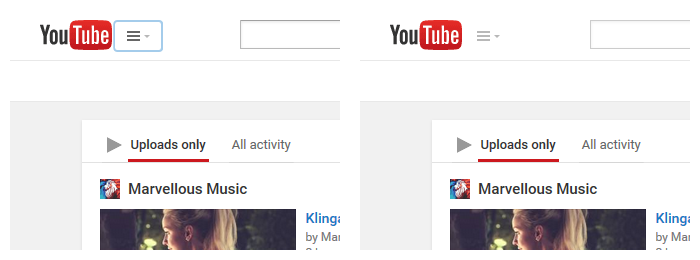 YouTube
Uploads only All activity
Marvellous Music
Klinga
by Mar
YouTube
Uploads only All activity
Marvellous Music
Klinga
by Mar